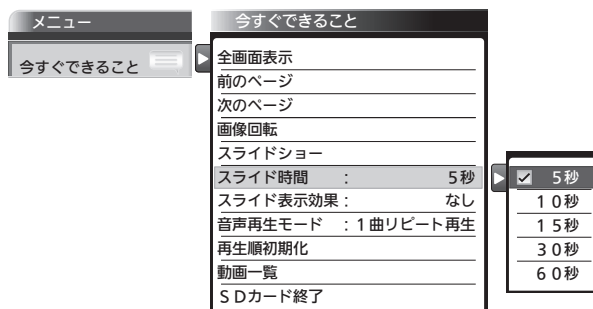 メニュー
今すぐできること
今すぐできること
全画面表示
前のページ
次のページ
画像回転
スライドショー
スライド時間 : 5秒
スライド表示効果 : なし
音声再生モード : 1曲リピート再生
再生順初期化
動画一覧
SDカード終了
5秒
10秒
15秒
30秒
60秒